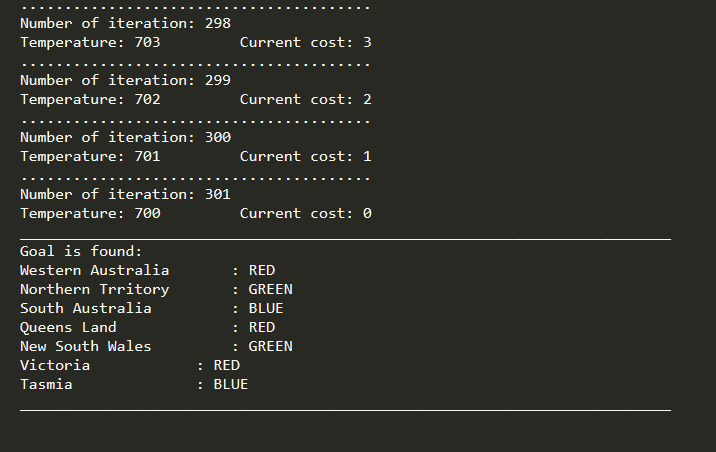 ........................................
Number of iteration: 298
Temperature: 703 Current cost: 3
........................................
Number of iteration: 299
Temperature: 702 Current cost: 2
........................................
Number of iteration: 300
Temperature: 701 Current cost: 1
........................................
Number of iteration: 301
Temperature: 700 Current cost: 0
Goal is found:
Western Australia : RED
Northern Trritory : GREEN
South Australia : BLUE
Queens Land : RED
New South Wales : GREEN
Victoria : RED
Tasmia : BLUE